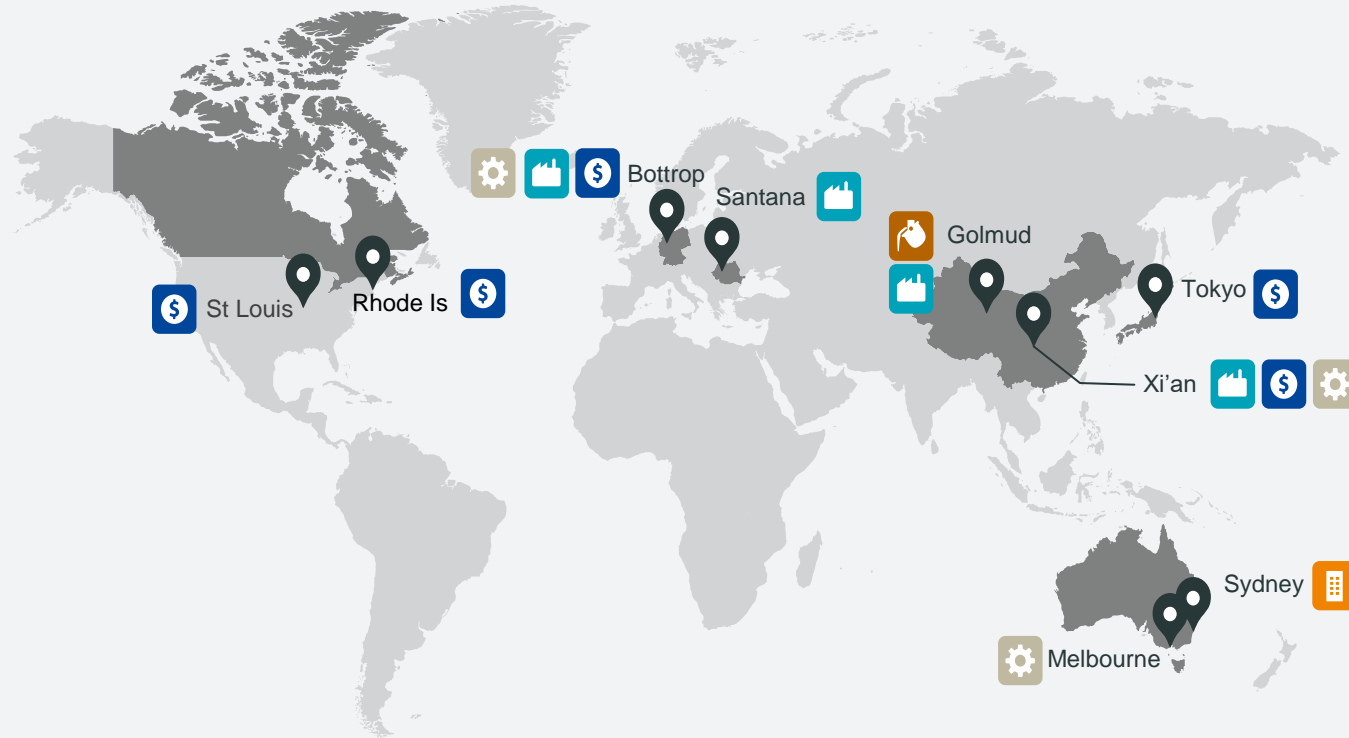 Bottrop
Santana
Golmud
St Louis
Rhode Is
Tokyo
Xi’an
Sydney
Melbourne
$
$
$
$
$